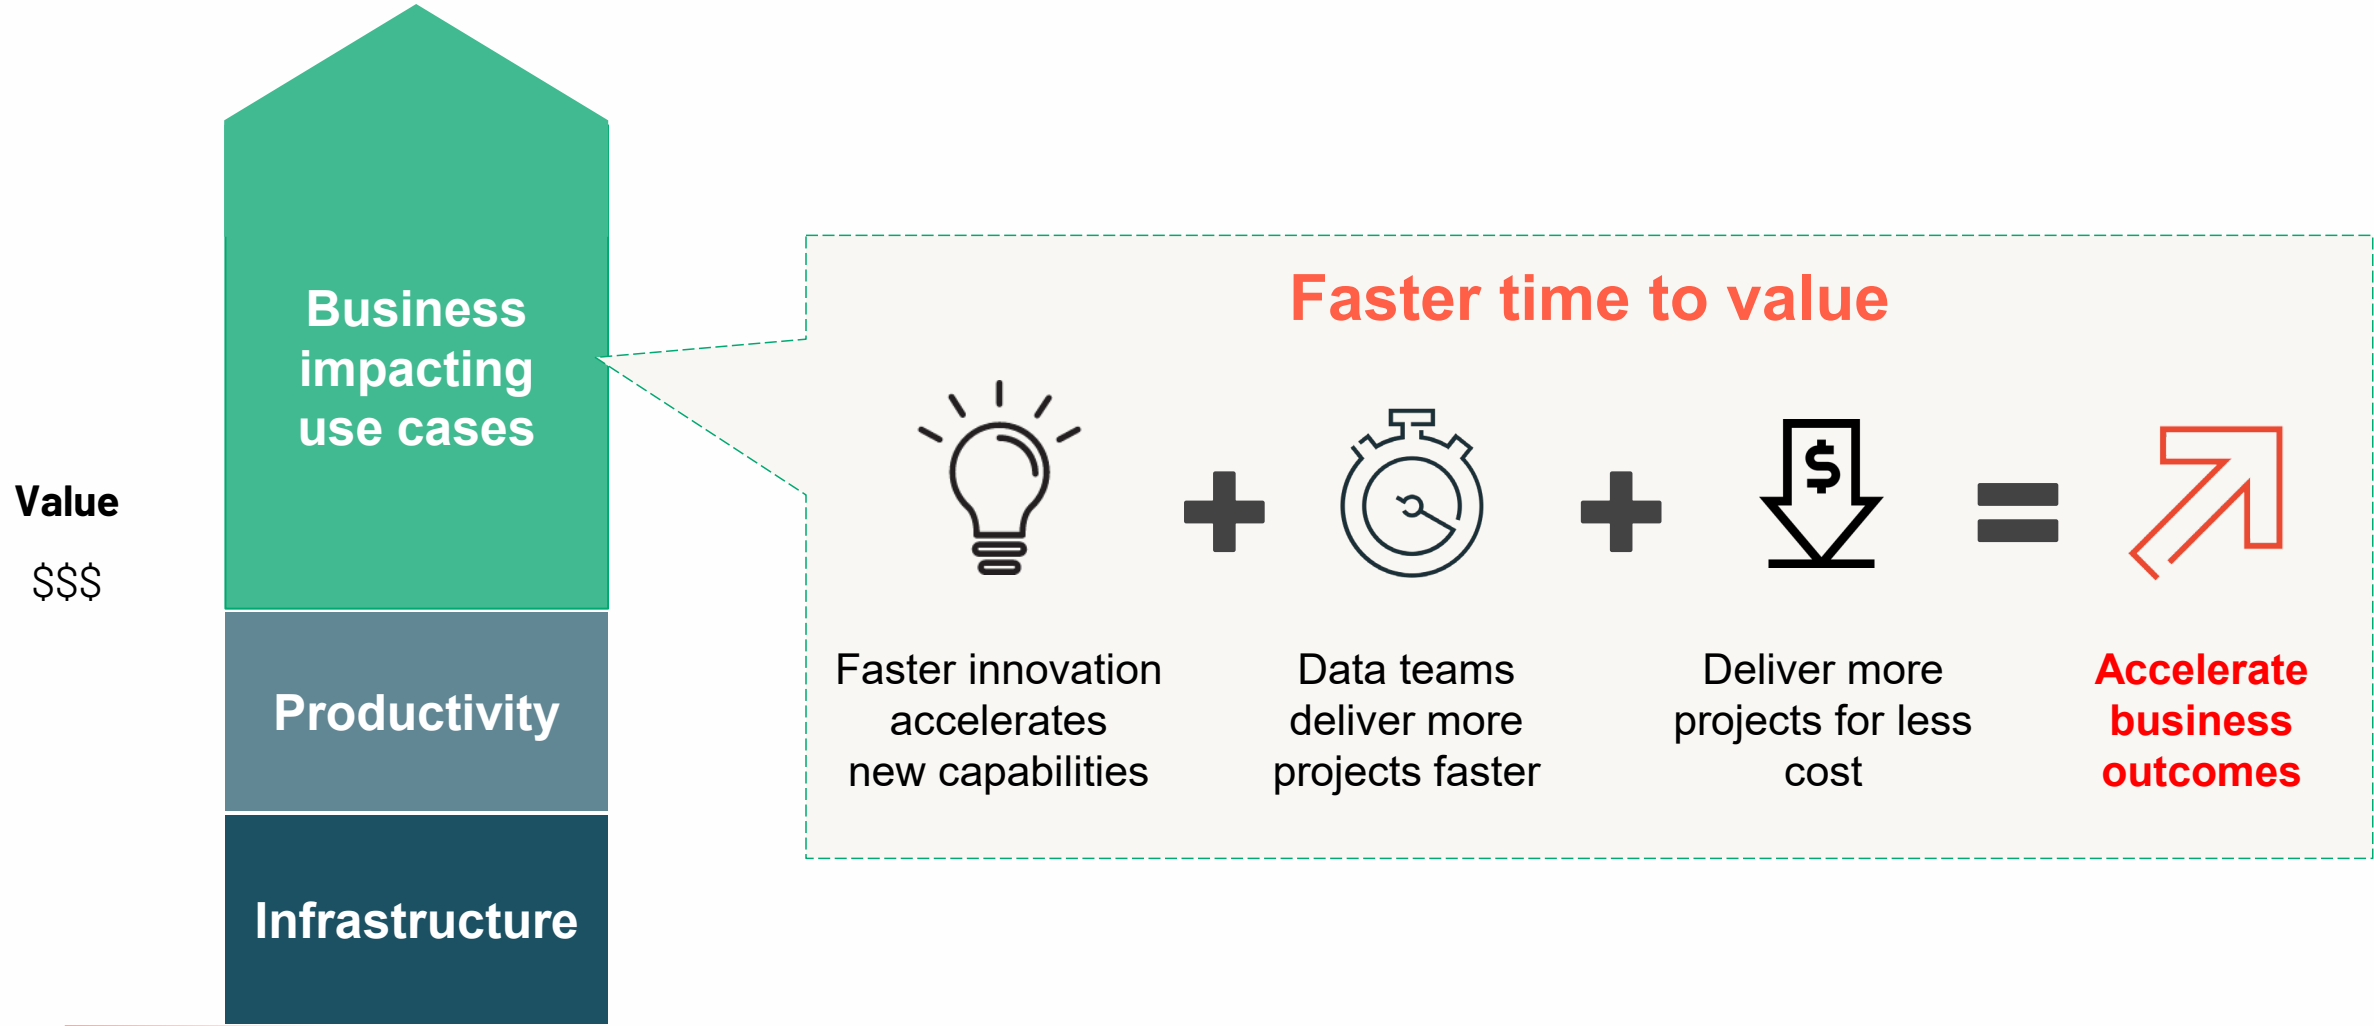 Business
impacting
use cases
Value
$$$
Productivity
Infrastructure
Faster time to value
$
Faster innovation
accelerates
new capabilities
Data teams
deliver more
projects faster
Deliver more
projects for less
cost
Accelerate
business
outcomes